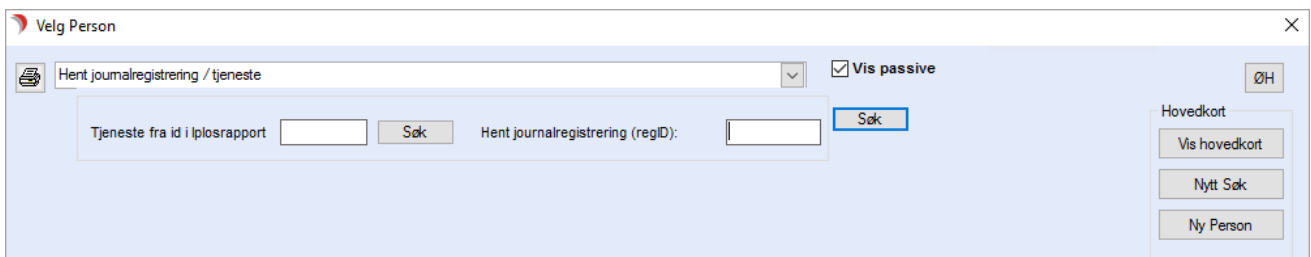 Velg Person
Hent journalregistrering / tjeneste
Vis passive
ØH
Tjeneste fra id i Iplosrapport
Søk
Hent journalregistrering (regID):
Søk
Hovedkort
Vis hovedkort
Nytt Søk
Ny Person